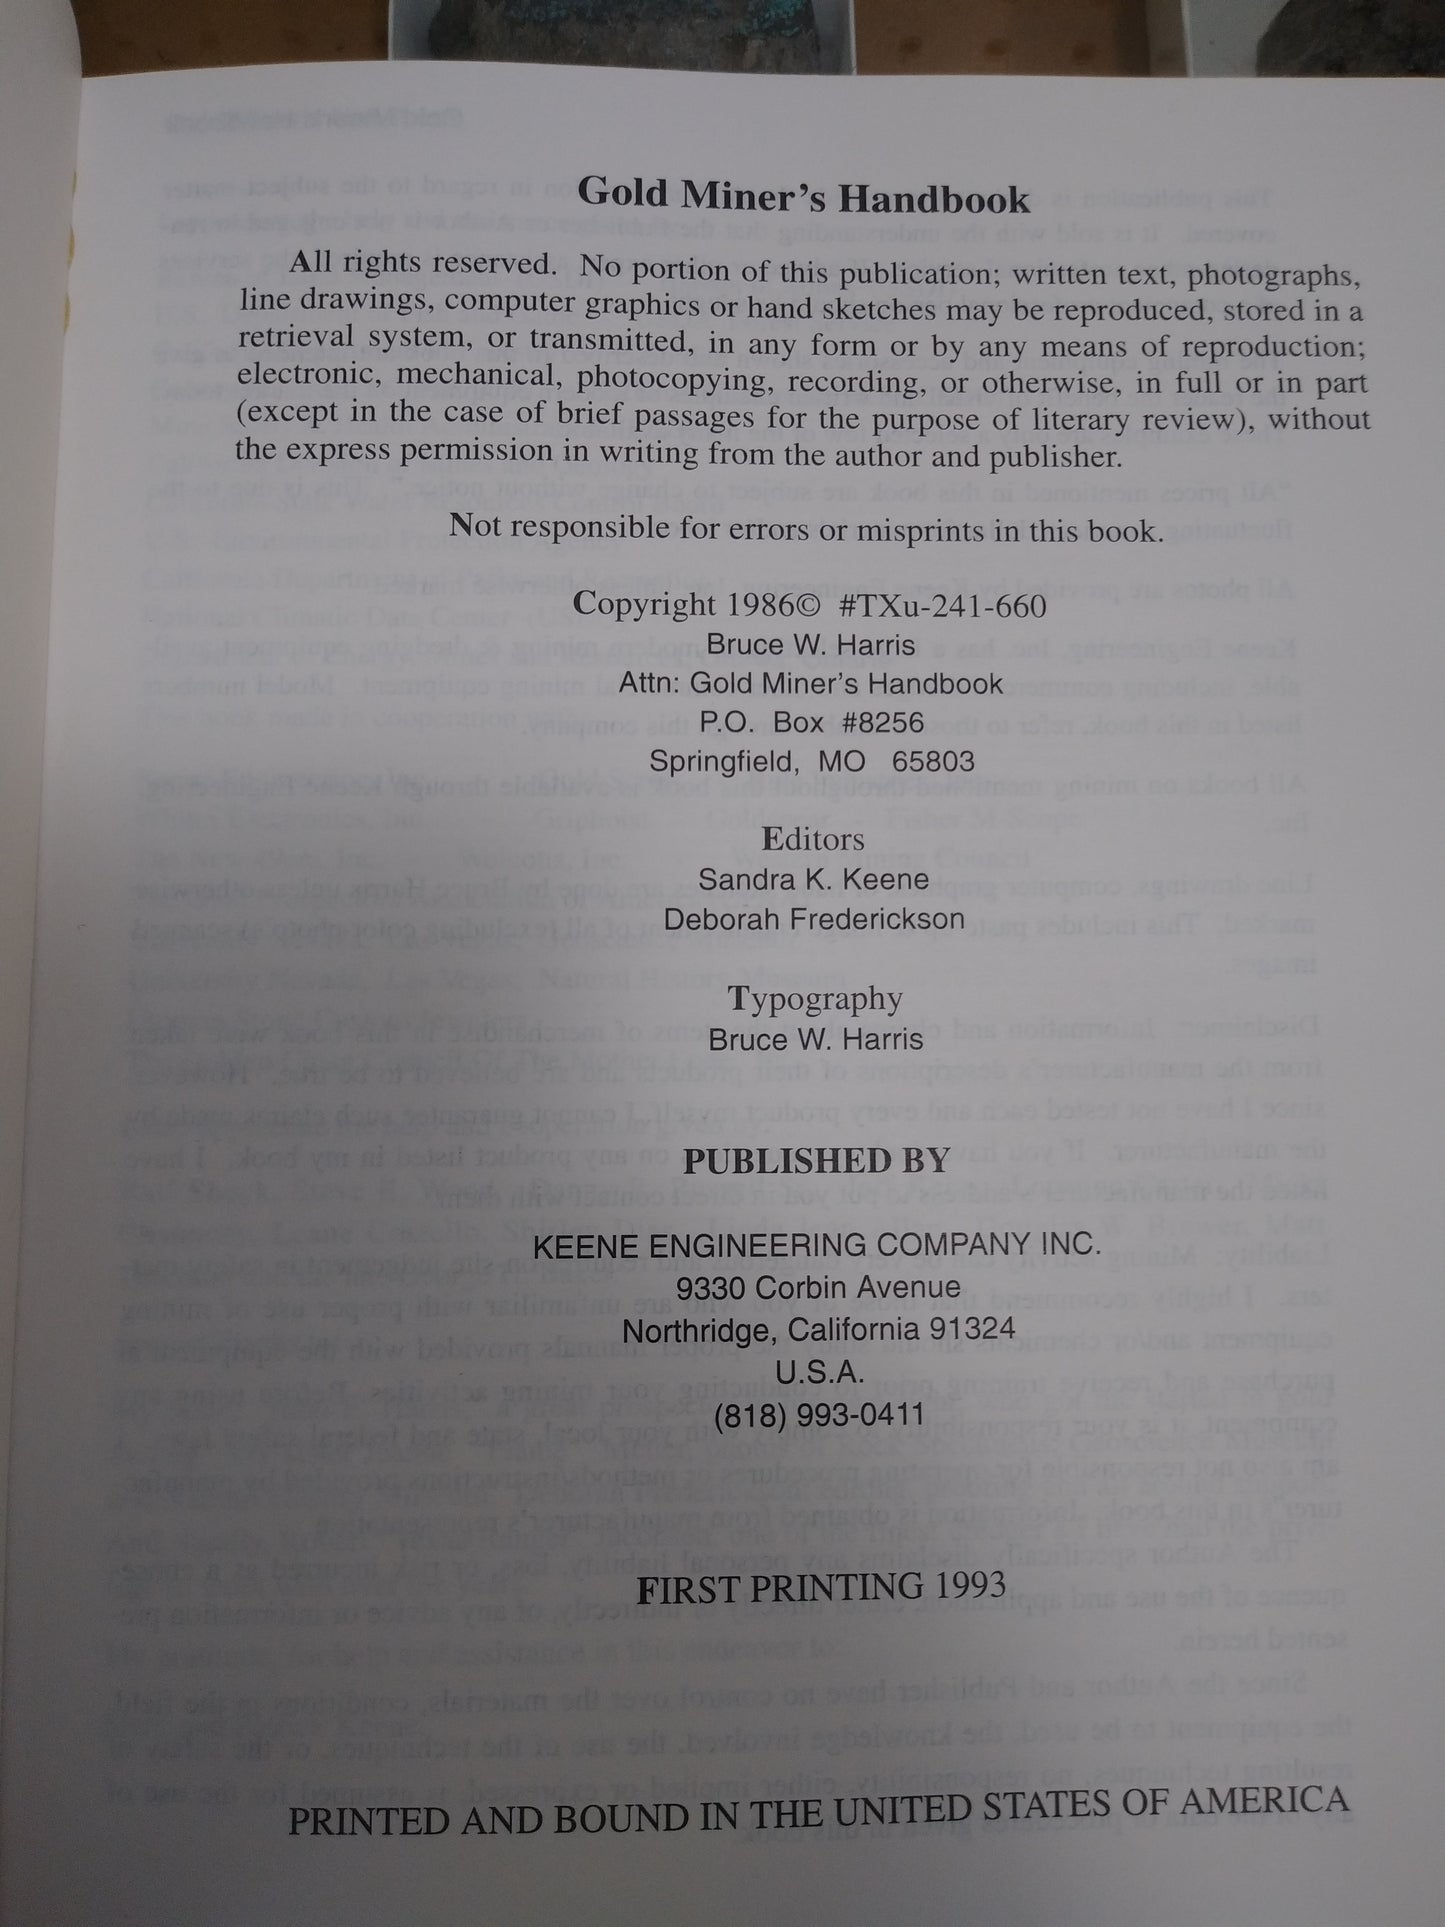 Gold Miner's Handbook
All rights reserved. No portion of this publication; written text, photographs,
line drawings, computer graphics or hand sketches may be reproduced, stored in a
retrieval system, or transmitted, in any form or by any means of reproduction;
electronic, mechanical, photocopying, recording, or otherwise, in full or in part
(except in the case of brief passages for the purpose of literary review), without
the express permission in writing from the author and publisher.
Not responsible for errors or misprints in this book.
Copyright 1986© #TXu-241-660
Bruce W. Harris
Attn: Gold Miner's Handbook
P.O. Box #8256
Springfield, MO 65803
Editors
Sandra K. Keene
Deborah Frederickson
Typography
Bruce W. Harris
PUBLISHED BY
KEENE ENGINEERING COMPANY INC.
9330 Corbin Avenue
Northridge, California 91324
U.S.A.
(818) 993-0411
FIRST PRINTING 1993
PRINTED AND BOUND IN THE UNITED STATES OF AMERICA